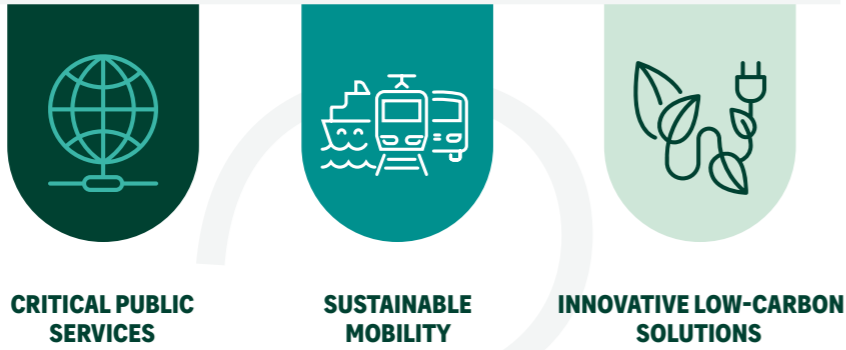 CRITICAL PUBLIC
SERVICES
SUSTAINABLE
MOBILITY
INNOVATIVE LOW-CARBON
SOLUTIONS